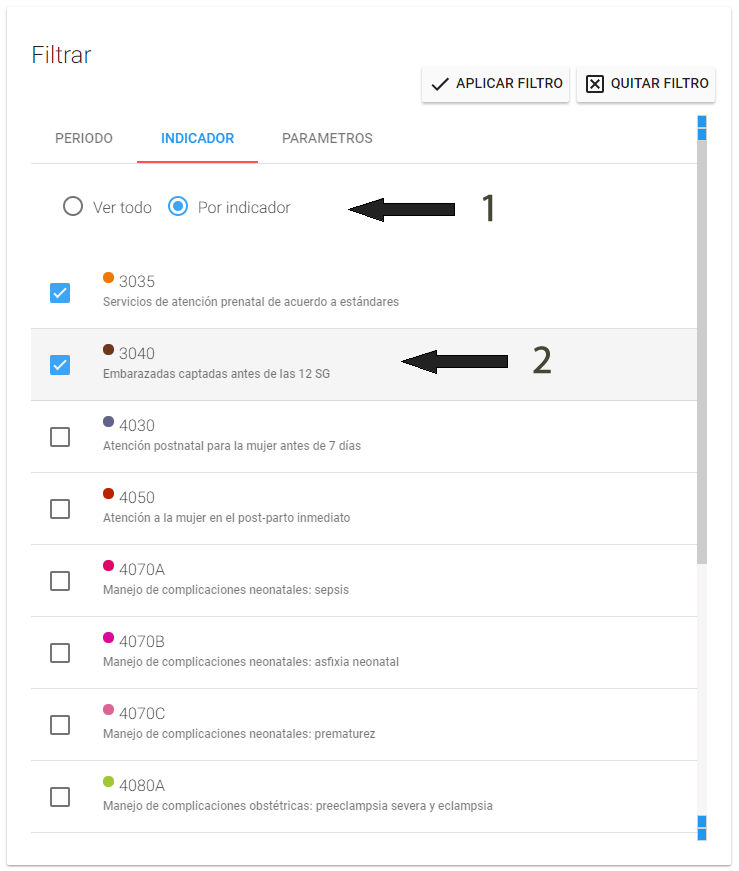 Filtrar
APLICAR FILTRO QUITAR FILTRO
PERIODO INDICADOR PARAMETROS
Ver todo Por indicador 1
3035
Servicios de atención prenatal de acuerdo a estándares
3040
Embarazadas captadas antes de las 12 SG
2
4030
Atención postnatal para la mujer antes de 7 días
4050
Atención a la mujer en el post-parto inmediato
4070A
Manejo de complicaciones neonatales: sepsis
4070B
Manejo de complicaciones neonatales: asfixia neonatal
4070C
Manejo de complicaciones neonatales: prematurez
4080A
Manejo de complicaciones obstétricas: preeclampsia severa y eclampsia